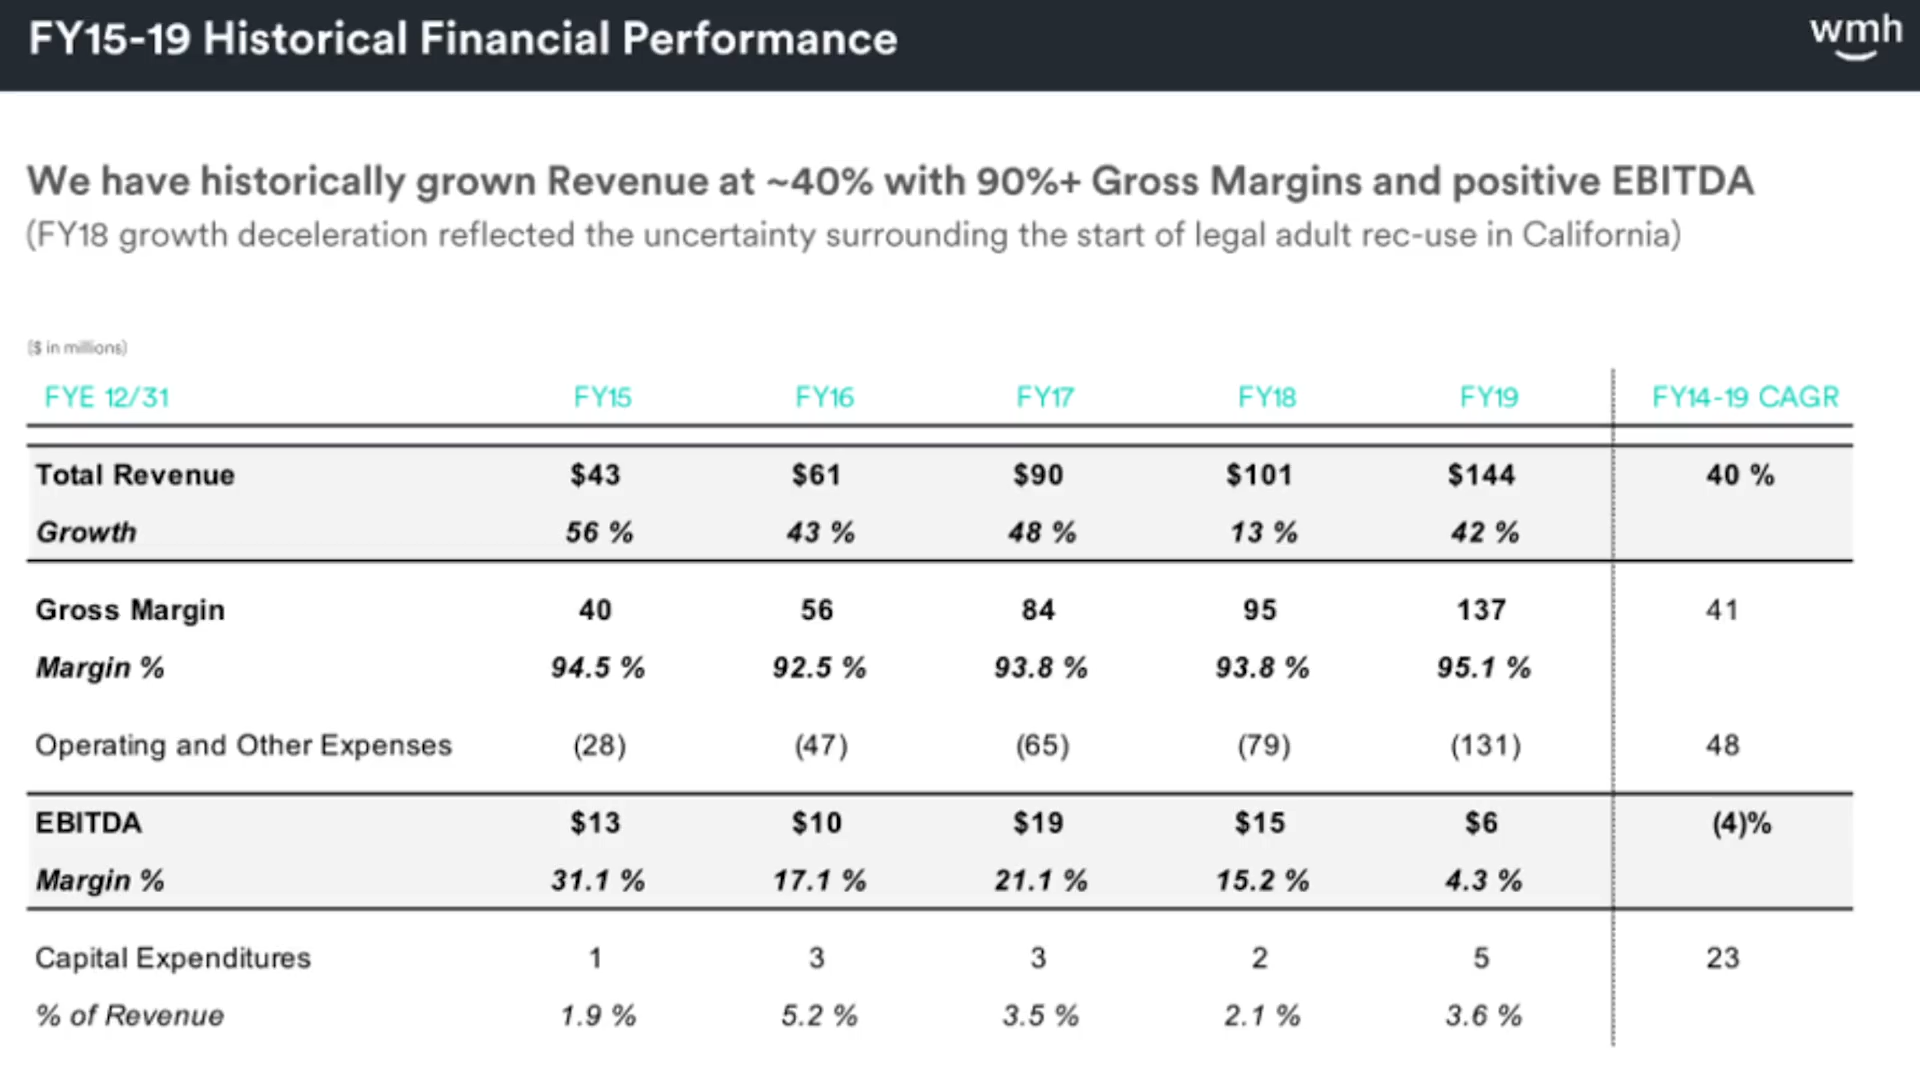 FY15-19 Historical Financial Performance
wmh
We have historically grown Revenue at ~40% with 90%+ Gross Margins and positive EBITDA
(FY18 growth deceleration reflected the uncertainty surrounding the start of legal adult rec-use in California)
($ in millions)
FYE 12/31 FY15 FY16 FY17 FY18 FY19 FY14-19 CAGR
Total Revenue $43 $61 $90 $101 $144 40 %
Growth 56 % 43 % 48 % 13 % 42 %
Gross Margin 40 56 84 95 137 41
Margin % 94.5 % 92.5 % 93.8 % 93.8 % 95.1 %
Operating and Other Expenses (28) (47) (65) (79) (131) 48
EBITDA $13 $10 $19 $15 $6 (4)%
Margin % 31.1 % 17.1 % 21.1 % 15.2 % 4.3 %
Capital Expenditures 1 3 3 2 5 23
% of Revenue 1.9 % 5.2 % 3.5 % 2.1 % 3.6 %